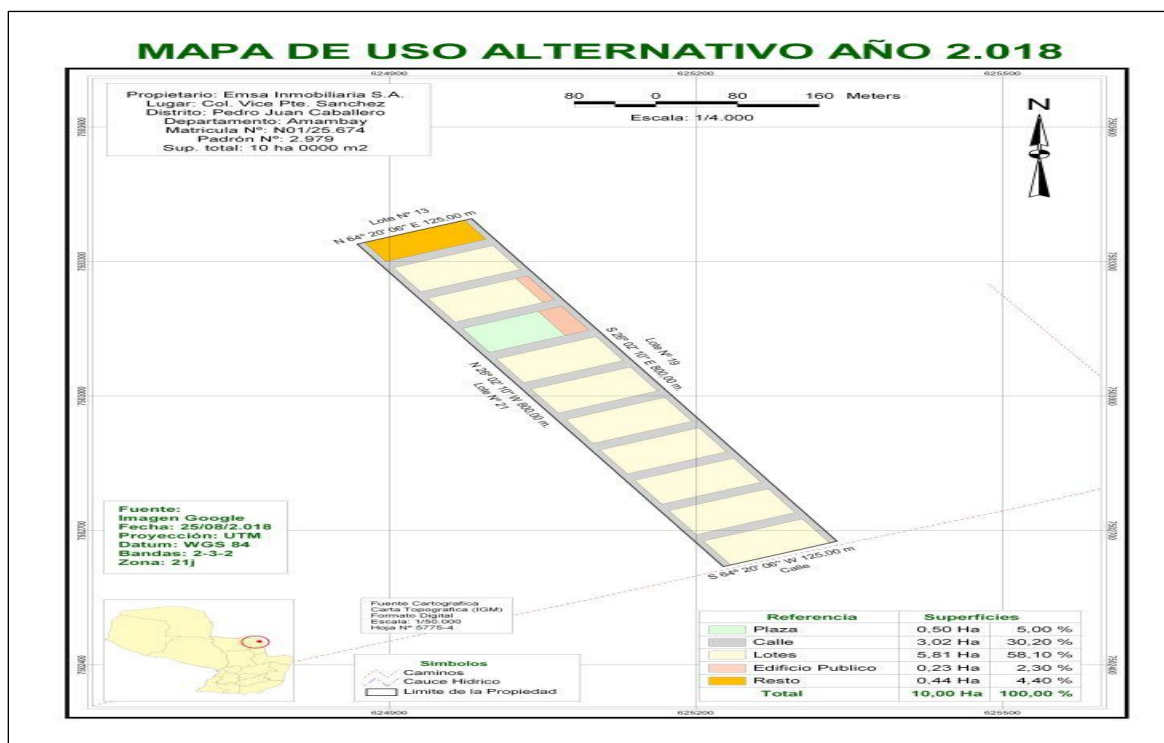 MAPA DE USO ALTERNATIVO AÑO 2.018
624900
625200
625500
Propietario: Emsa Inmobiliaria S.A.
Lugar: Col. Vice Pte. Sanchez
Distrito: Pedro Juan Caballero
Departamento: Amambay
Matricula Nº: N01/25.674
Padrón Nº: 2.979
Sup. total: 10 ha 0000 m2
80 0 80 160 Meters
Escala: 1/4.000
N
Lote Nº 13
N 64º 20' 06" E 125,00 m
Lote Nº 19
S 26º 02' 10" E 800,00 m.
N 26º 02' 10" W 800,00 m.
Lote Nº 21
S 64º 20' 06" W 125,00 m
Calle
Fuente:
Imagen Google
Fecha: 25/08/2.018
Proyección: UTM
Datum: WGS 84
Bandas: 2-3-2
Zona: 21j
Fuente Cartografica
Carta Topografica (IGM)
Formato Digital
Escala: 1/50.000
Hoja Nº 5775-4
Simbolos
Caminos
Cauce Hidrico
Limite de la Propiedad
Referencia Superficies
Plaza 0,50 Ha 5,00 %
Calle 3,02 Ha 30,20 %
Lotes 5,81 Ha 58,10 %
Edificio Publico 0,23 Ha 2,30 %
Resto 0,44 Ha 4,40 %
Total 10,00 Ha 100,00 %
624900
625200
625500